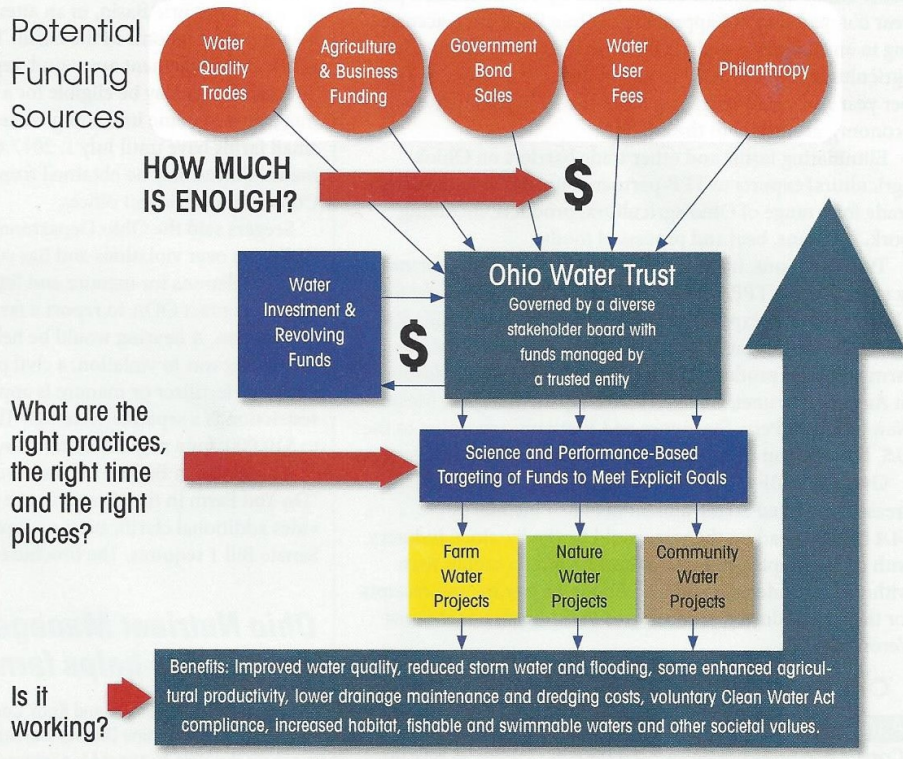 Potential
Funding
Sources
Water
Quality
Trades
Agriculture
& Business
Funding
Government
Bond
Sales
Water
User
Fees
Philanthropy
HOW MUCH
IS ENOUGH?
$
Water
Investment &
Revolving
Funds
$
Ohio Water Trust
Governed by a diverse
stakeholder board with
funds managed by
a trusted entity
What are the
right practices,
the right time
and the right
places?
Science and Performance-Based
Targeting of Funds to Meet Explicit Goals
Farm
Water
Projects
Nature
Water
Projects
Community
Water
Projects
Is it
working?
Benefits: Improved water quality, reduced storm water and flooding, some enhanced agricul-
tural productivity, lower drainage maintenance and dredging costs, voluntary Clean Water Act
compliance, increased habitat, fishable and swimmable waters and other societal values.